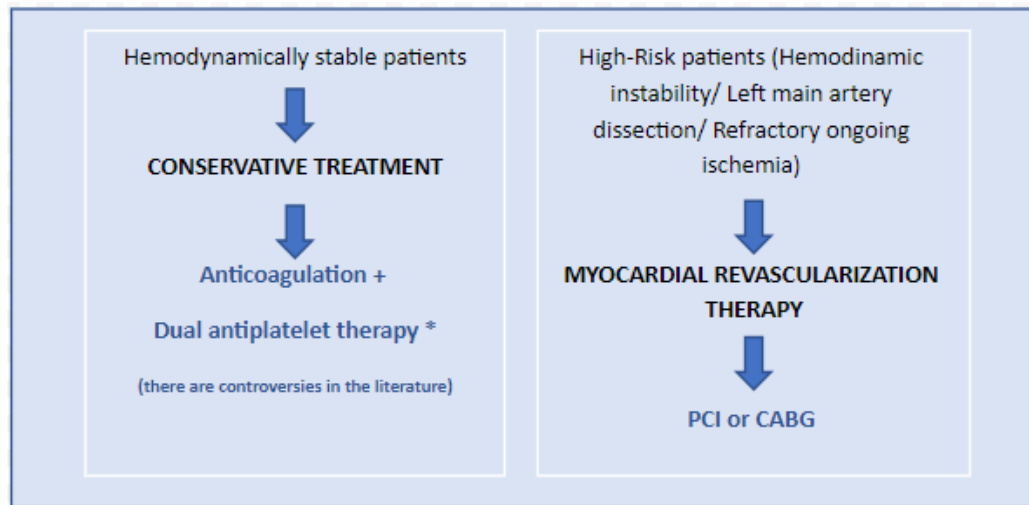 Hemodynamically stable patients
CONSERVATIVE TREATMENT
Anticoagulation +
Dual antiplatelet therapy *
(there are controversies in the literature)
High-Risk patients (Hemodinamic
instability/ Left main artery
dissection/ Refractory ongoing
ischemia)
MYOCARDIAL REVASCULARIZATION
THERAPY
PCI or CABG